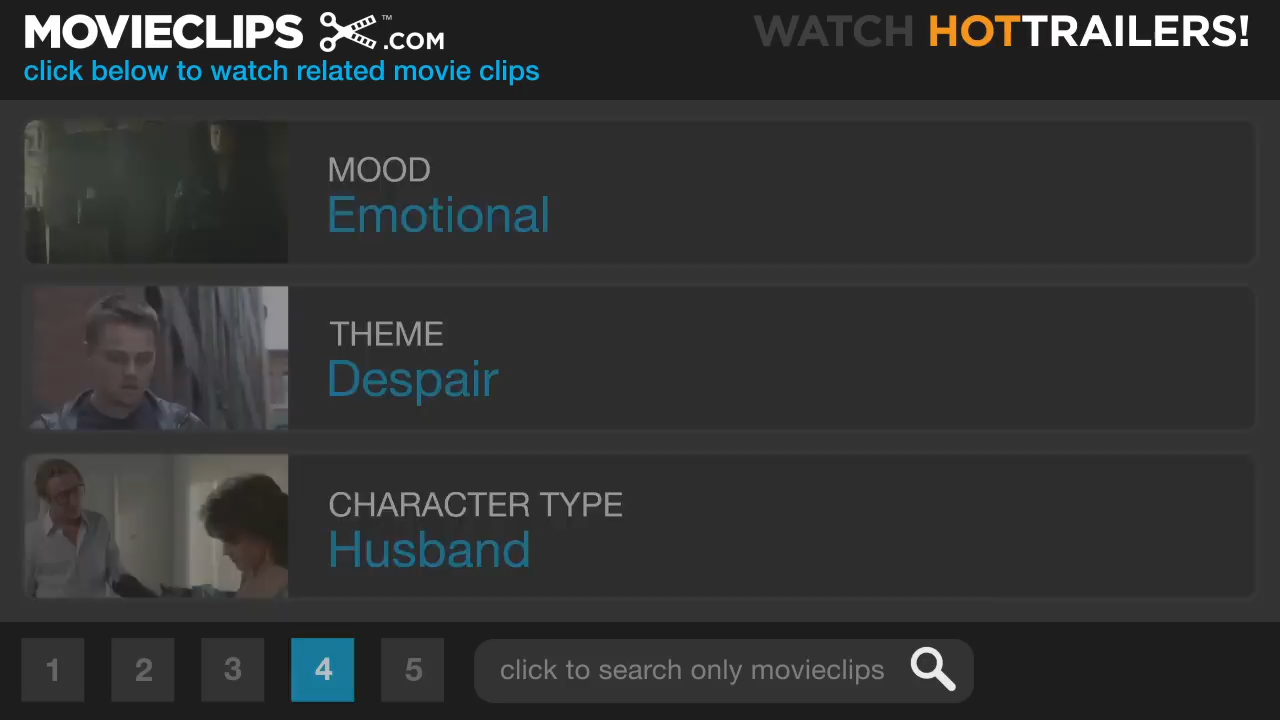 MOVIECLIPS ™ .COM
WATCH HOTTRAILERS!
click below to watch related movie clips
MOOD
Emotional
THEME
Despair
CHARACTER TYPE
Husband
1 2 3 4 5
click to search only movieclips